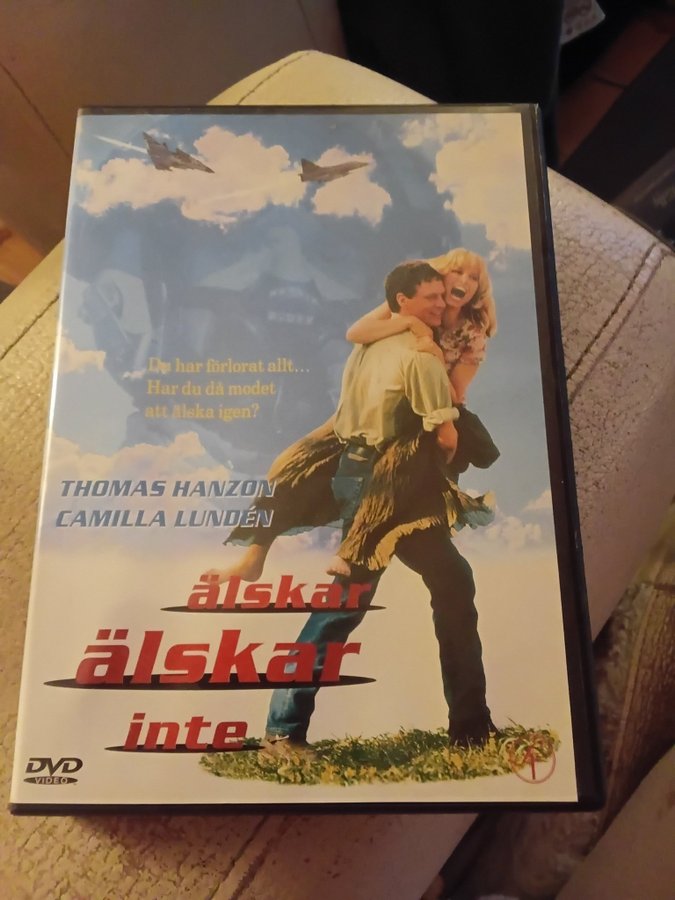 Du har förlorat allt...
Har du då modet
att älska igen?
THOMAS HANZON
CAMILLA LUNDÉN
älskar
älskar
inte
DVD
VIDEO